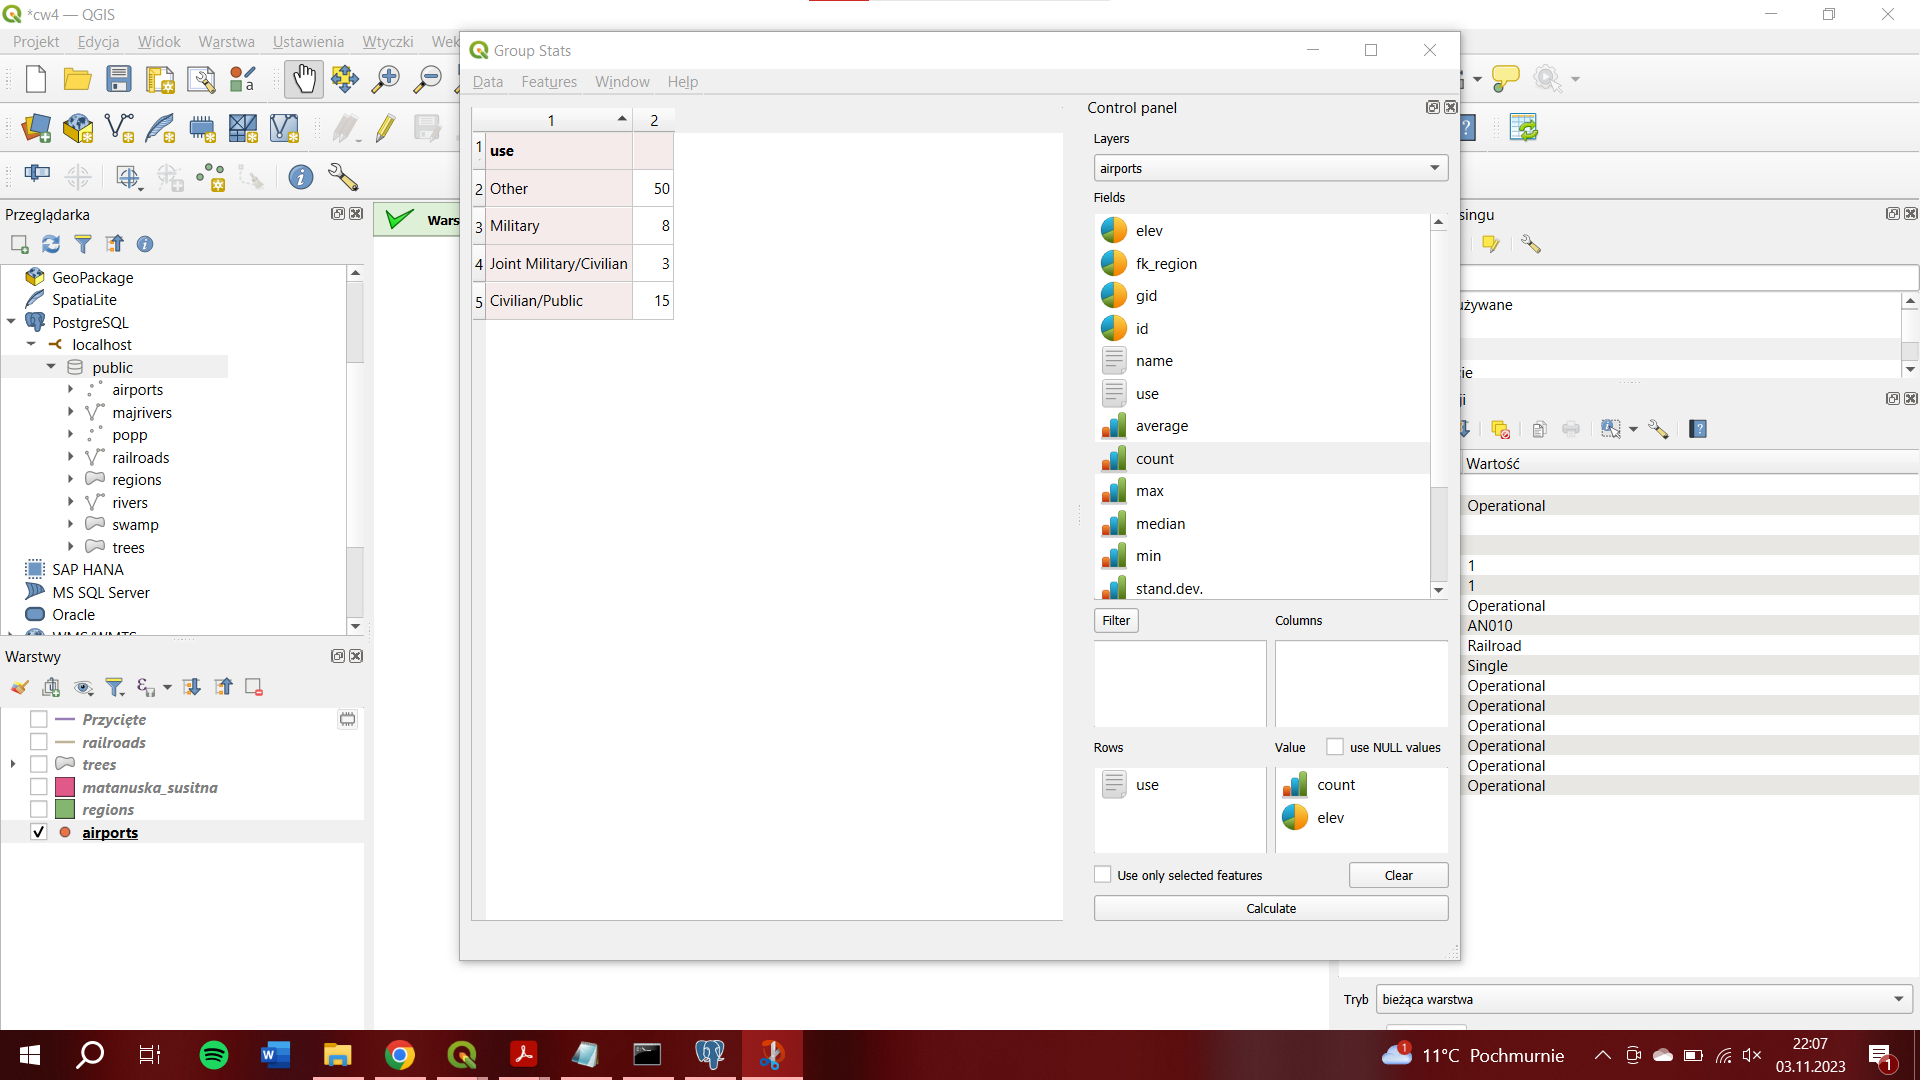 *cw4 — QGIS
Projekt Edycja Widok Warstwa Ustawienia Wtyczki
Group Stats
Data Features Window Help
1 2
1 use
2 Other 50
3 Military 8
4 Joint Military/Civilian 3
5 Civilian/Public 15
Control panel
Layers
airports
Fields
elev
fk_region
gid
id
name
use
average
count
max
median
min
stand.dev.
Filter Columns
Rows Value use NULL values
use
count
elev
Use only selected features Clear
Calculate
Przeglądarka
GeoPackage
SpatiaLite
PostgreSQL
localhost
public
airports
majrivers
popp
railroads
regions
rivers
swamp
trees
SAP HANA
MS SQL Server
Oracle
WMS/WMTS
Warstwy
Przycięte
railroads
trees
matanuska_susitna
regions
airports
Wartość
Operational
1
1
Operational
AN010
Railroad
Single
Operational
Operational
Operational
Operational
Operational
Operational
Tryb bieżąca warstwa
11°C Pochmurnie
22:07
03.11.2023